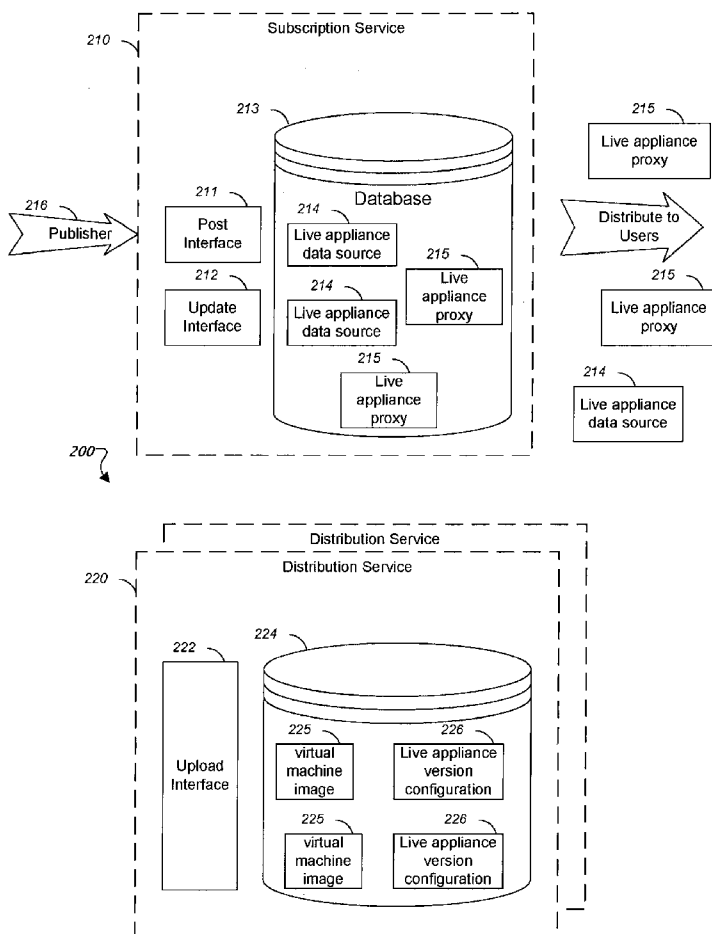 210
Subscription Service
213
211
Post
Interface
212
Update
Interface
216
Publisher
Database
214
Live appliance
data source
214
Live appliance
data source
215
Live
appliance
proxy
215
Live
appliance
proxy
215
Live appliance
proxy
Distribute to
Users
215
Live appliance
proxy
214
Live appliance
data source
200
Distribution Service
Distribution Service
220
222
Upload
Interface
224
225
virtual
machine
image
226
Live appliance
version
configuration
225
virtual
machine
image
226
Live appliance
version
configuration